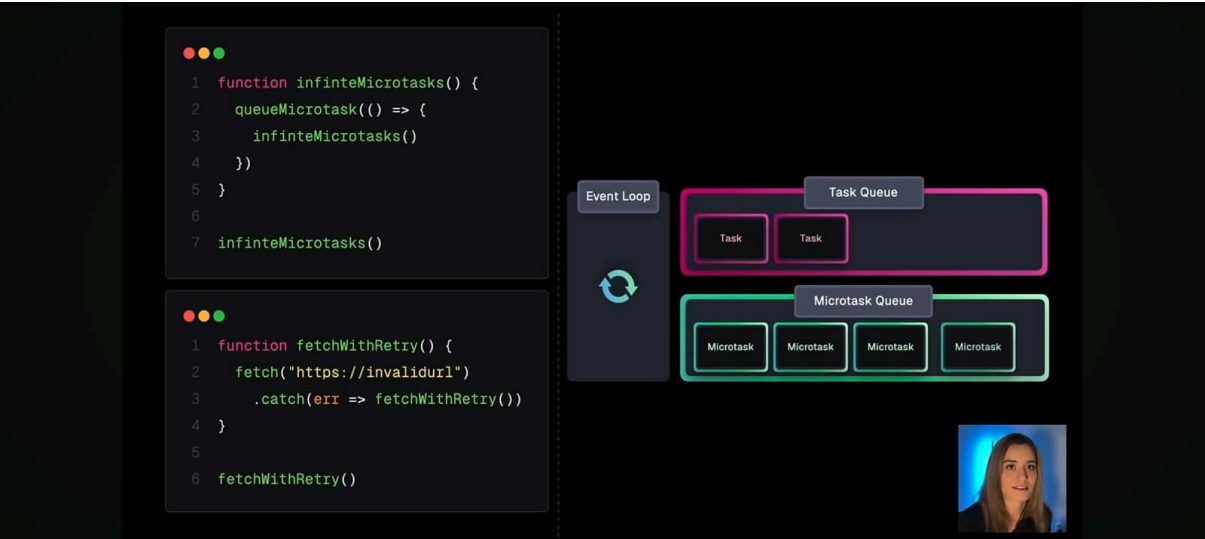 1 function infinteMicrotasks() {
2 queueMicrotask(() => {
3 infinteMicrotasks()
4 })
5 }
6
7 infinteMicrotasks()
1 function fetchWithRetry() {
2 fetch("https://invalidurl")
3 .catch(err => fetchWithRetry())
4 }
5
6 fetchWithRetry()
Event Loop
Task Queue
Task Task
Microtask Queue
Microtask Microtask Microtask Microtask